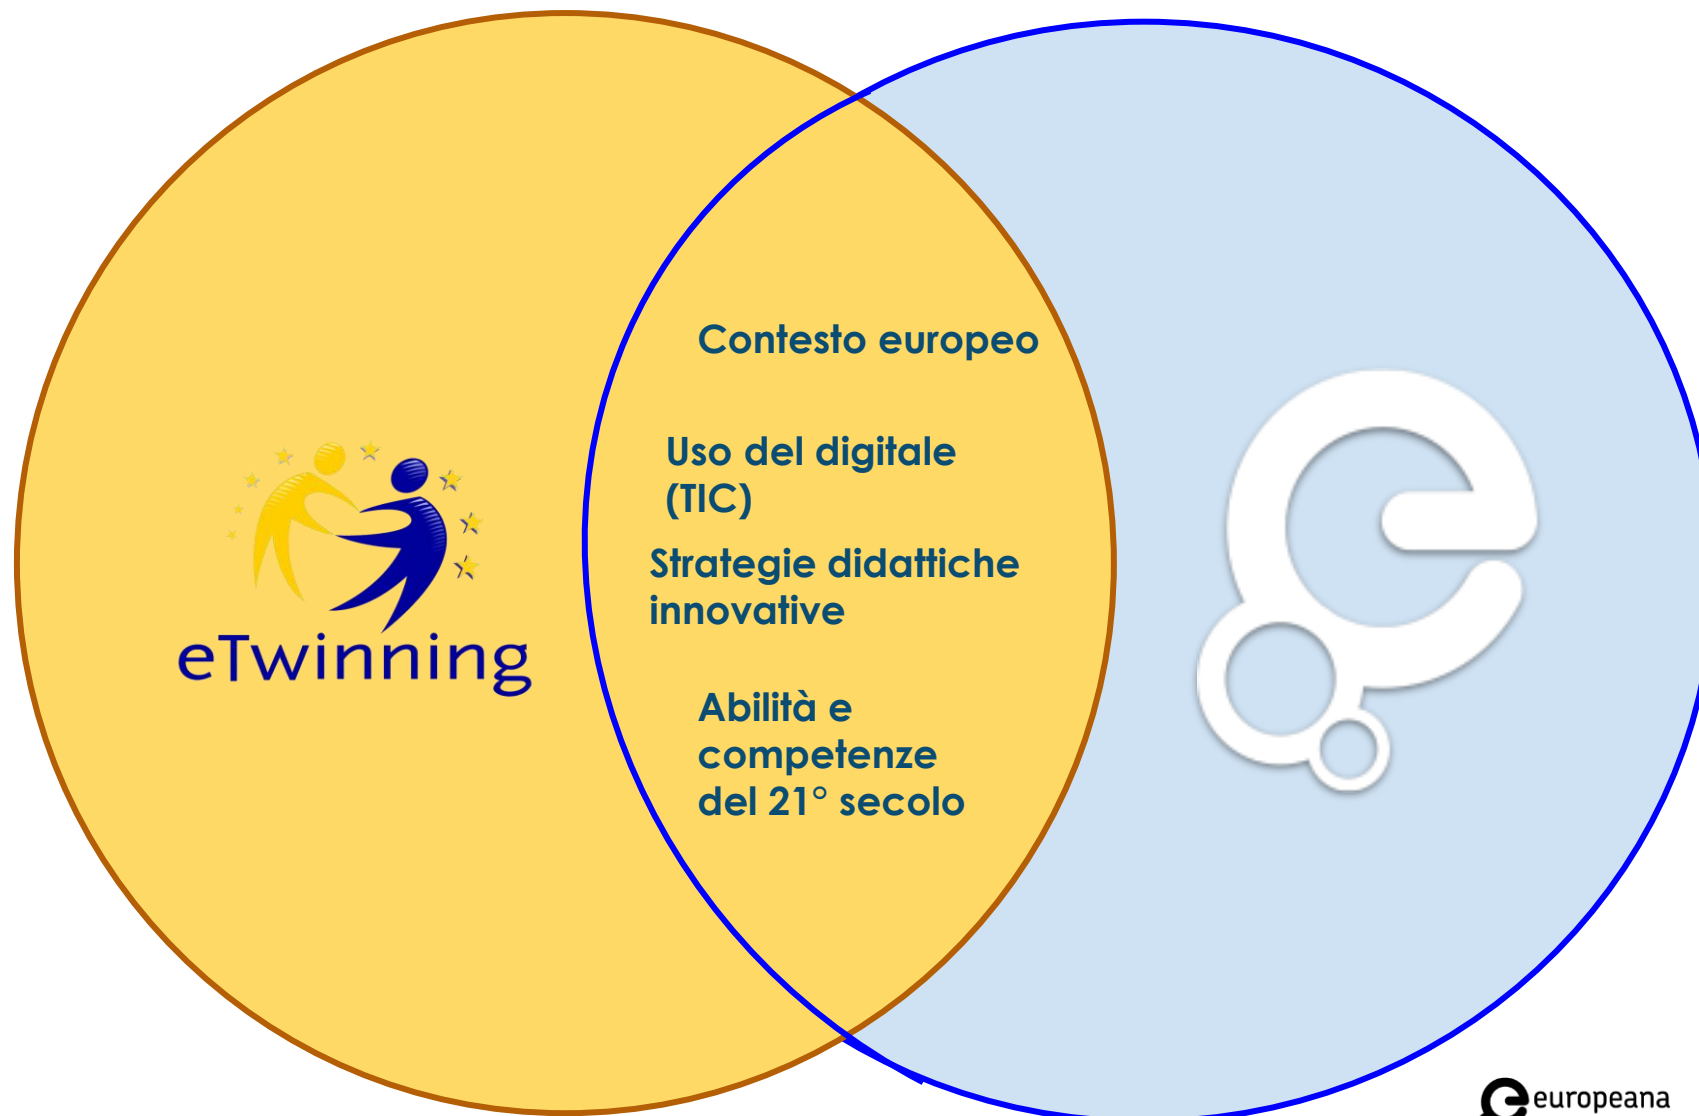 Contesto europeo
Uso del digitale
(TIC)
Strategie didattiche
innovative
Abilità e
competenze
del 21° secolo
eTwinning
europeana